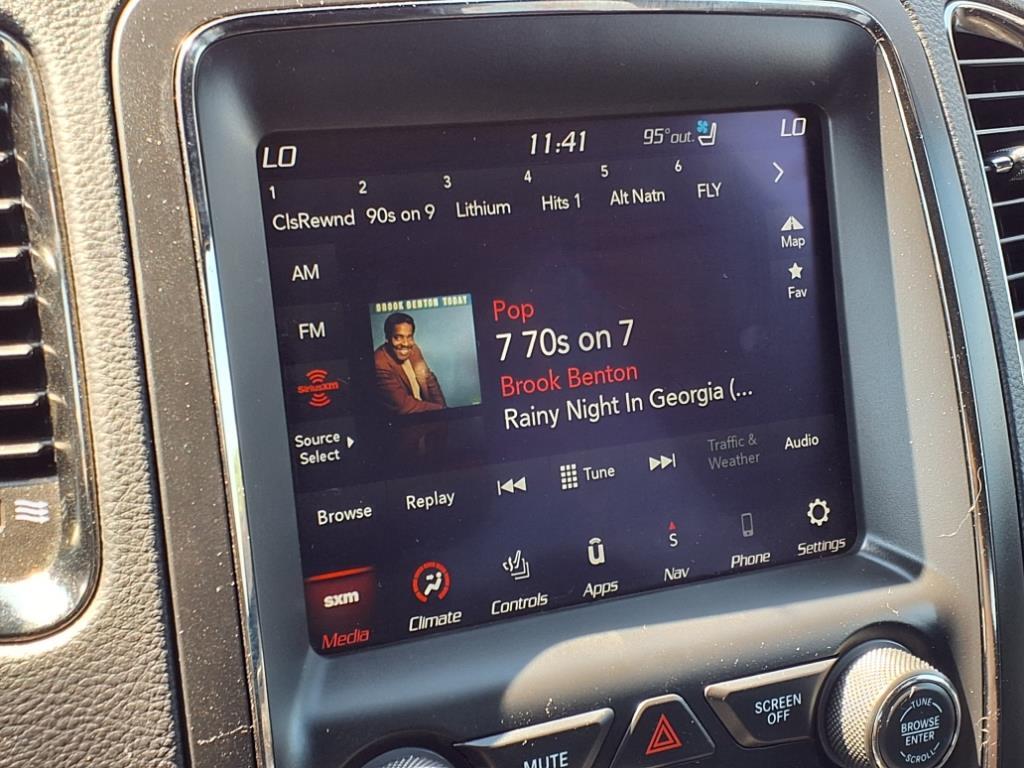 LO 11:41 95° out. LO
1 2 3 4 5 6
ClsRewnd 90s on 9 Lithium Hits 1 Alt Natn FLY
Map
Fav
AM
FM
SiriusXM
Source
Select
BROOK BENTON TODAY
Pop
7 70s on 7
Brook Benton
Rainy Night In Georgia (...
Browse Replay Tune
Traffic &
Weather
Audio
sxm
Media Climate Controls
ū
Apps
S
Nav Phone Settings
MUTE
SCREEN
OFF
TUNE
BROWSE
ENTER
SCROLL